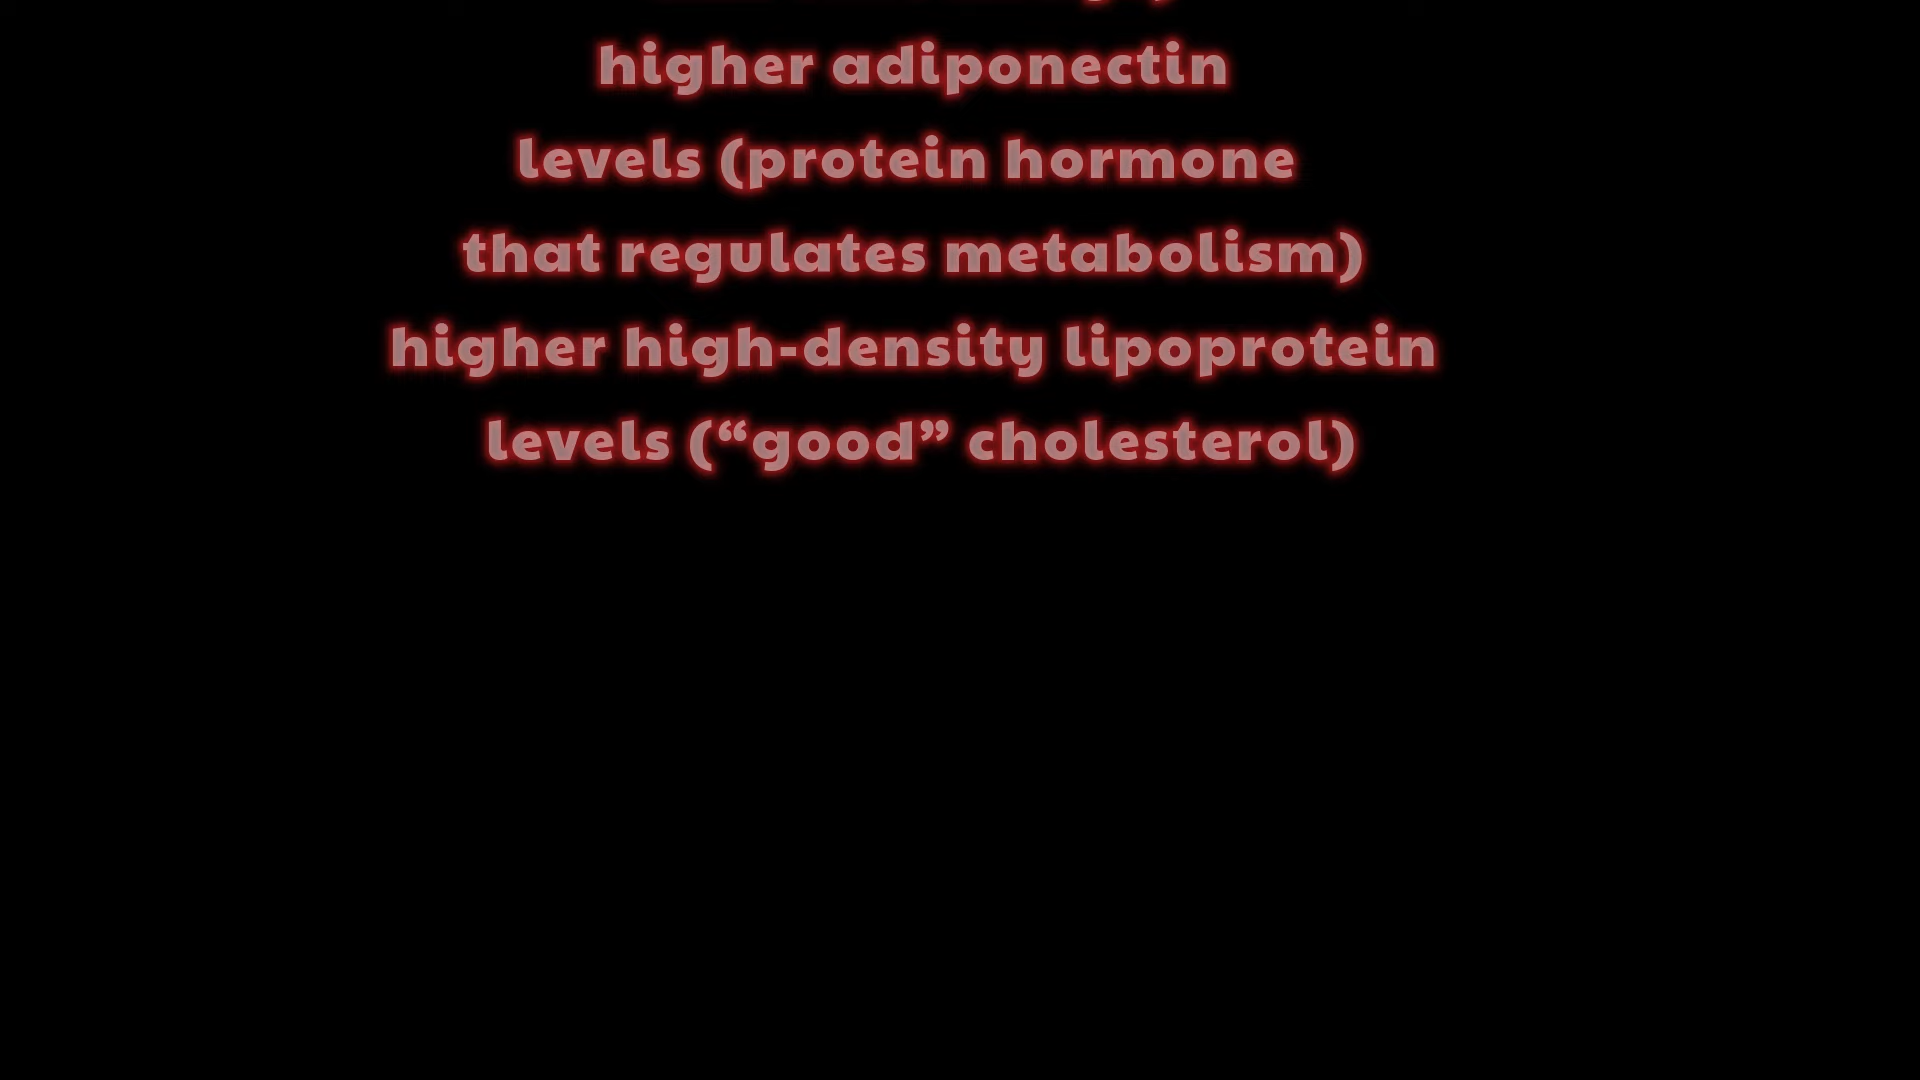 higher adiponectin
levels (protein hormone
that regulates metabolism)
higher high-density lipoprotein
levels (“good” cholesterol)